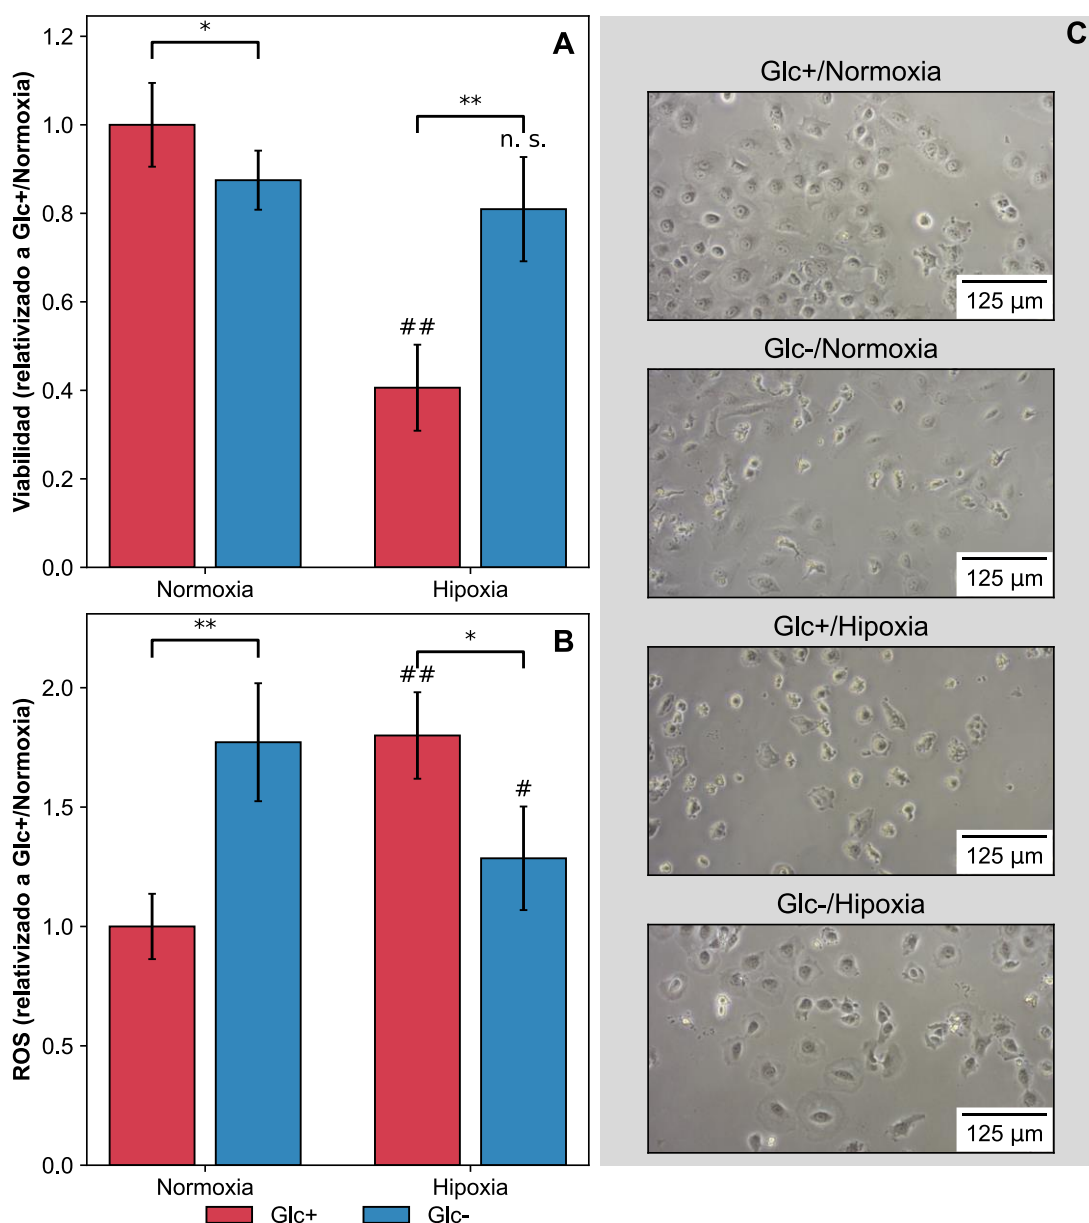 A
Viabilidad (relativizado a Glc+/Normoxia)
1.2
1.0
0.8
0.6
0.4
0.2
0.0
*
**
n. s.
##
Normoxia
Hipoxia
B
ROS (relativizado a Glc+/Normoxia)
2.0
1.5
1.0
0.5
0.0
**
*
##
#
Normoxia
Hipoxia
Glc+
Glc-
C
Glc+/Normoxia
125 µm
Glc-/Normoxia
125 µm
Glc+/Hipoxia
125 µm
Glc-/Hipoxia
125 µm